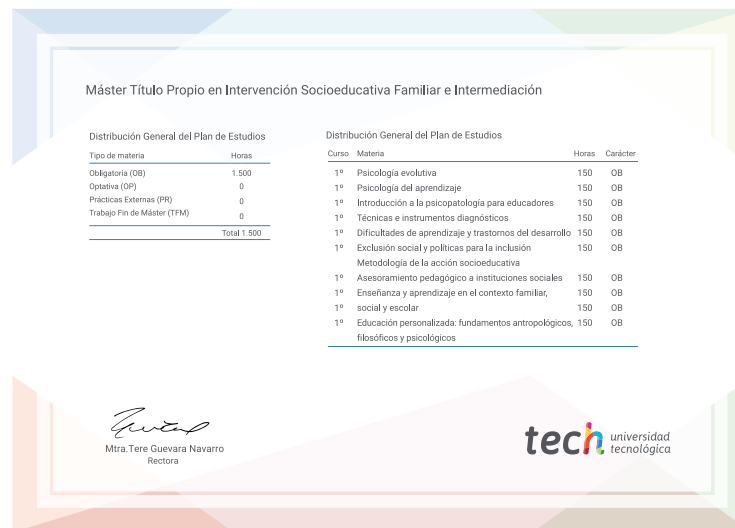 Máster Título Propio en Intervención Socioeducativa Familiar e Intermediación
Distribución General del Plan de Estudios
Tipo de materia Horas
Obligatoria (OB) 1.500
Optativa (OP) 0
Prácticas Externas (PR) 0
Trabajo Fin de Máster (TFM) 0
Total 1.500
Distribución General del Plan de Estudios
Curso Materia Horas Carácter
1º Psicología evolutiva 150 OB
1º Psicología del aprendizaje 150 OB
1º Introducción a la psicopatología para educadores 150 OB
1º Técnicas e instrumentos diagnósticos 150 OB
1º Dificultades de aprendizaje y trastornos del desarrollo 150 OB
1º Exclusión social y políticas para la inclusión 150 OB
Metodología de la acción socioeducativa
1º Asesoramiento pedagógico a instituciones sociales 150 OB
1º Enseñanza y aprendizaje en el contexto familiar, 150 OB
1º social y escolar 150 OB
1º Educación personalizada: fundamentos antropológicos, 150 OB
filosóficos y psicológicos
Mtra.Tere Guevara Navarro
Rectora
tech universidad
tecnológica